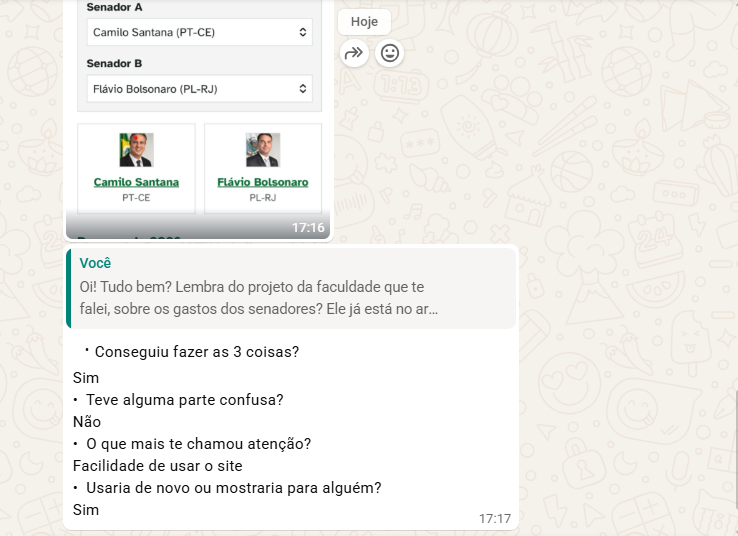 Senador A
Camilo Santana (PT-CE)
Senador B
Flávio Bolsonaro (PL-RJ)
Camilo Santana
PT-CE
Flávio Bolsonaro
PL-RJ
17:16
Hoje
Você
Oi! Tudo bem? Lembra do projeto da faculdade que te
falei, sobre os gastos dos senadores? Ele já está no ar...
• Conseguiu fazer as 3 coisas?
Sim
• Teve alguma parte confusa?
Não
• O que mais te chamou atenção?
Facilidade de usar o site
• Usaria de novo ou mostraria para alguém?
Sim
17:17